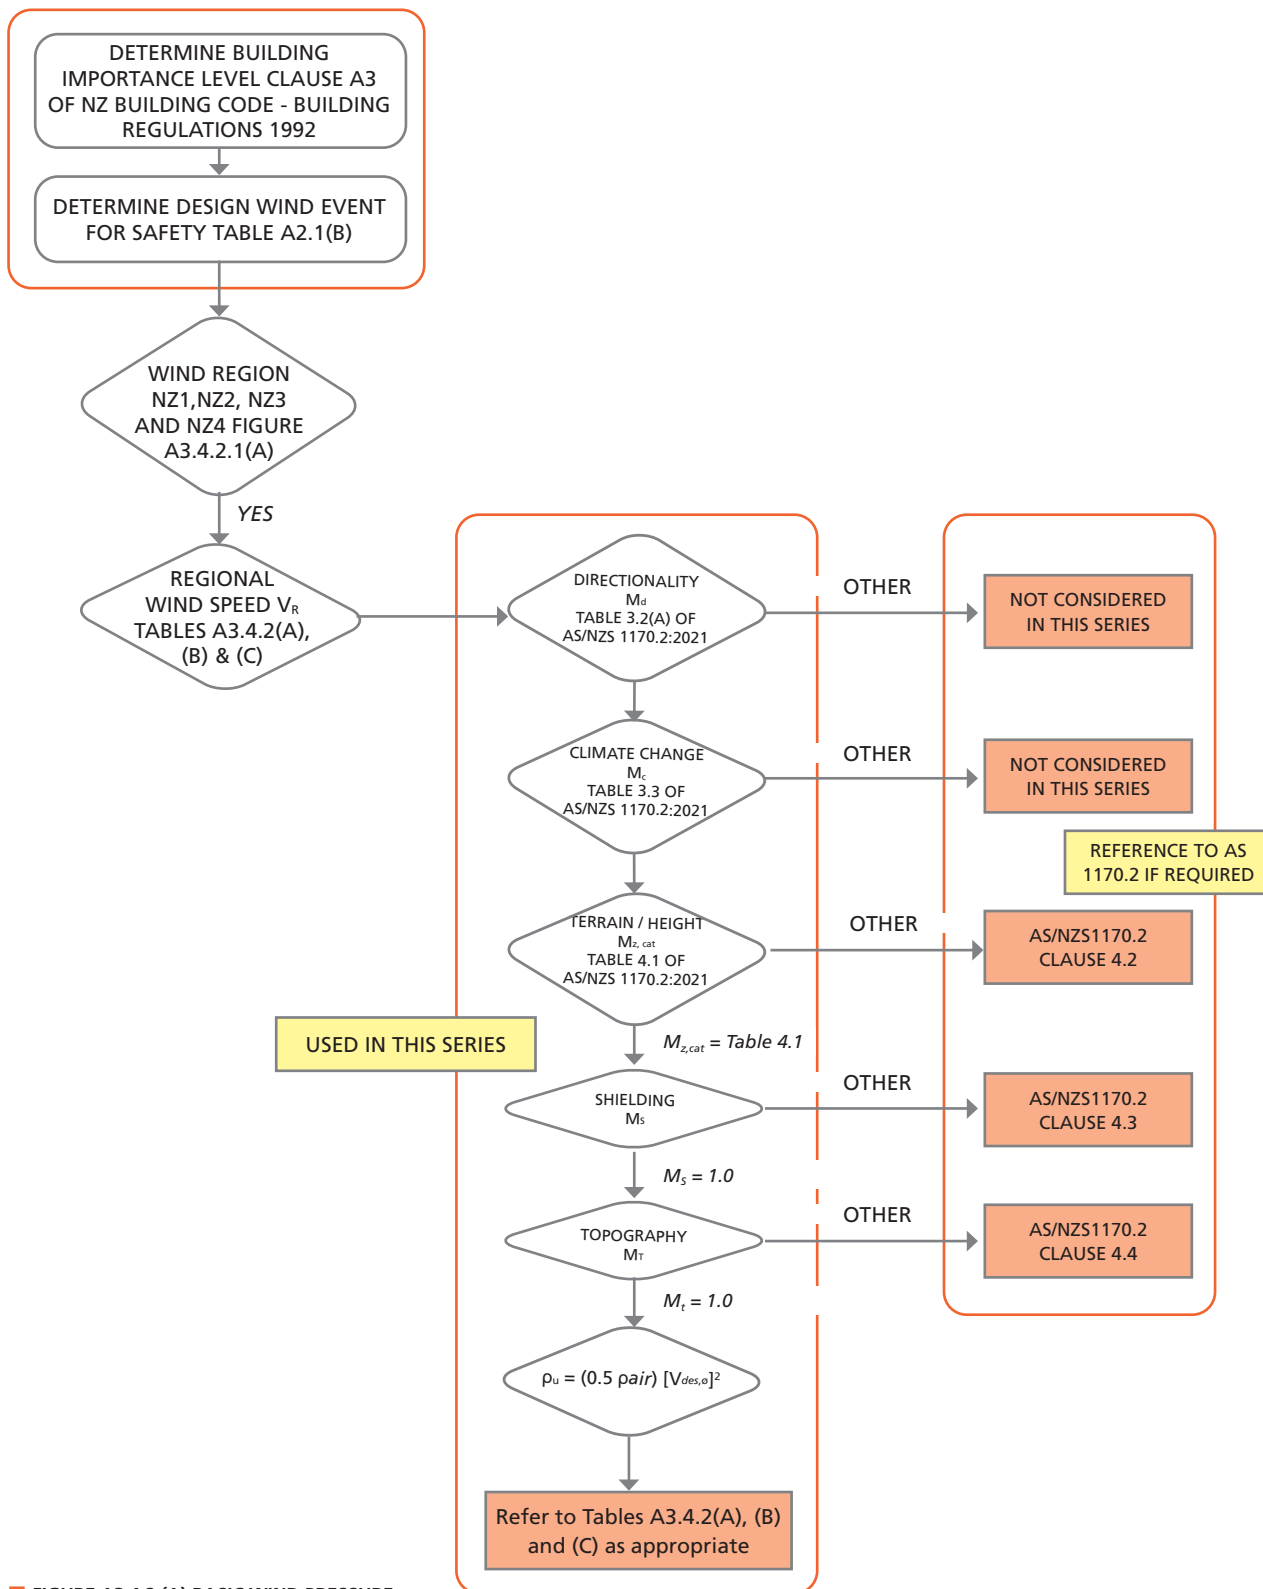 DETERMINE BUILDING
IMPORTANCE LEVEL CLAUSE A3
OF NZ BUILDING CODE - BUILDING
REGULATIONS 1992
DETERMINE DESIGN WIND EVENT
FOR SAFETY TABLE A2.1(B)
WIND REGION
NZ1,NZ2, NZ3
AND NZ4 FIGURE
A3.4.2.1(A)
YES
REGIONAL
WIND SPEED VR
TABLES A3.4.2(A),
(B) & (C)
DIRECTIONALITY
Md
TABLE 3.2(A) OF
AS/NZS 1170.2:2021
OTHER
NOT CONSIDERED
IN THIS SERIES
CLIMATE CHANGE
Mc
TABLE 3.3 OF
AS/NZS 1170.2:2021
OTHER
NOT CONSIDERED
IN THIS SERIES
REFERENCE TO AS
1170.2 IF REQUIRED
TERRAIN / HEIGHT
Mz, cat
TABLE 4.1 OF
AS/NZS 1170.2:2021
OTHER
AS/NZS1170.2
CLAUSE 4.2
USED IN THIS SERIES
Mz,cat = Table 4.1
SHIELDING
Ms
OTHER
AS/NZS1170.2
CLAUSE 4.3
MS = 1.0
TOPOGRAPHY
MT
OTHER
AS/NZS1170.2
CLAUSE 4.4
Mt = 1.0
ρu = (0.5 ρair) [Vdes,ø]²
Refer to Tables A3.4.2(A), (B)
and (C) as appropriate